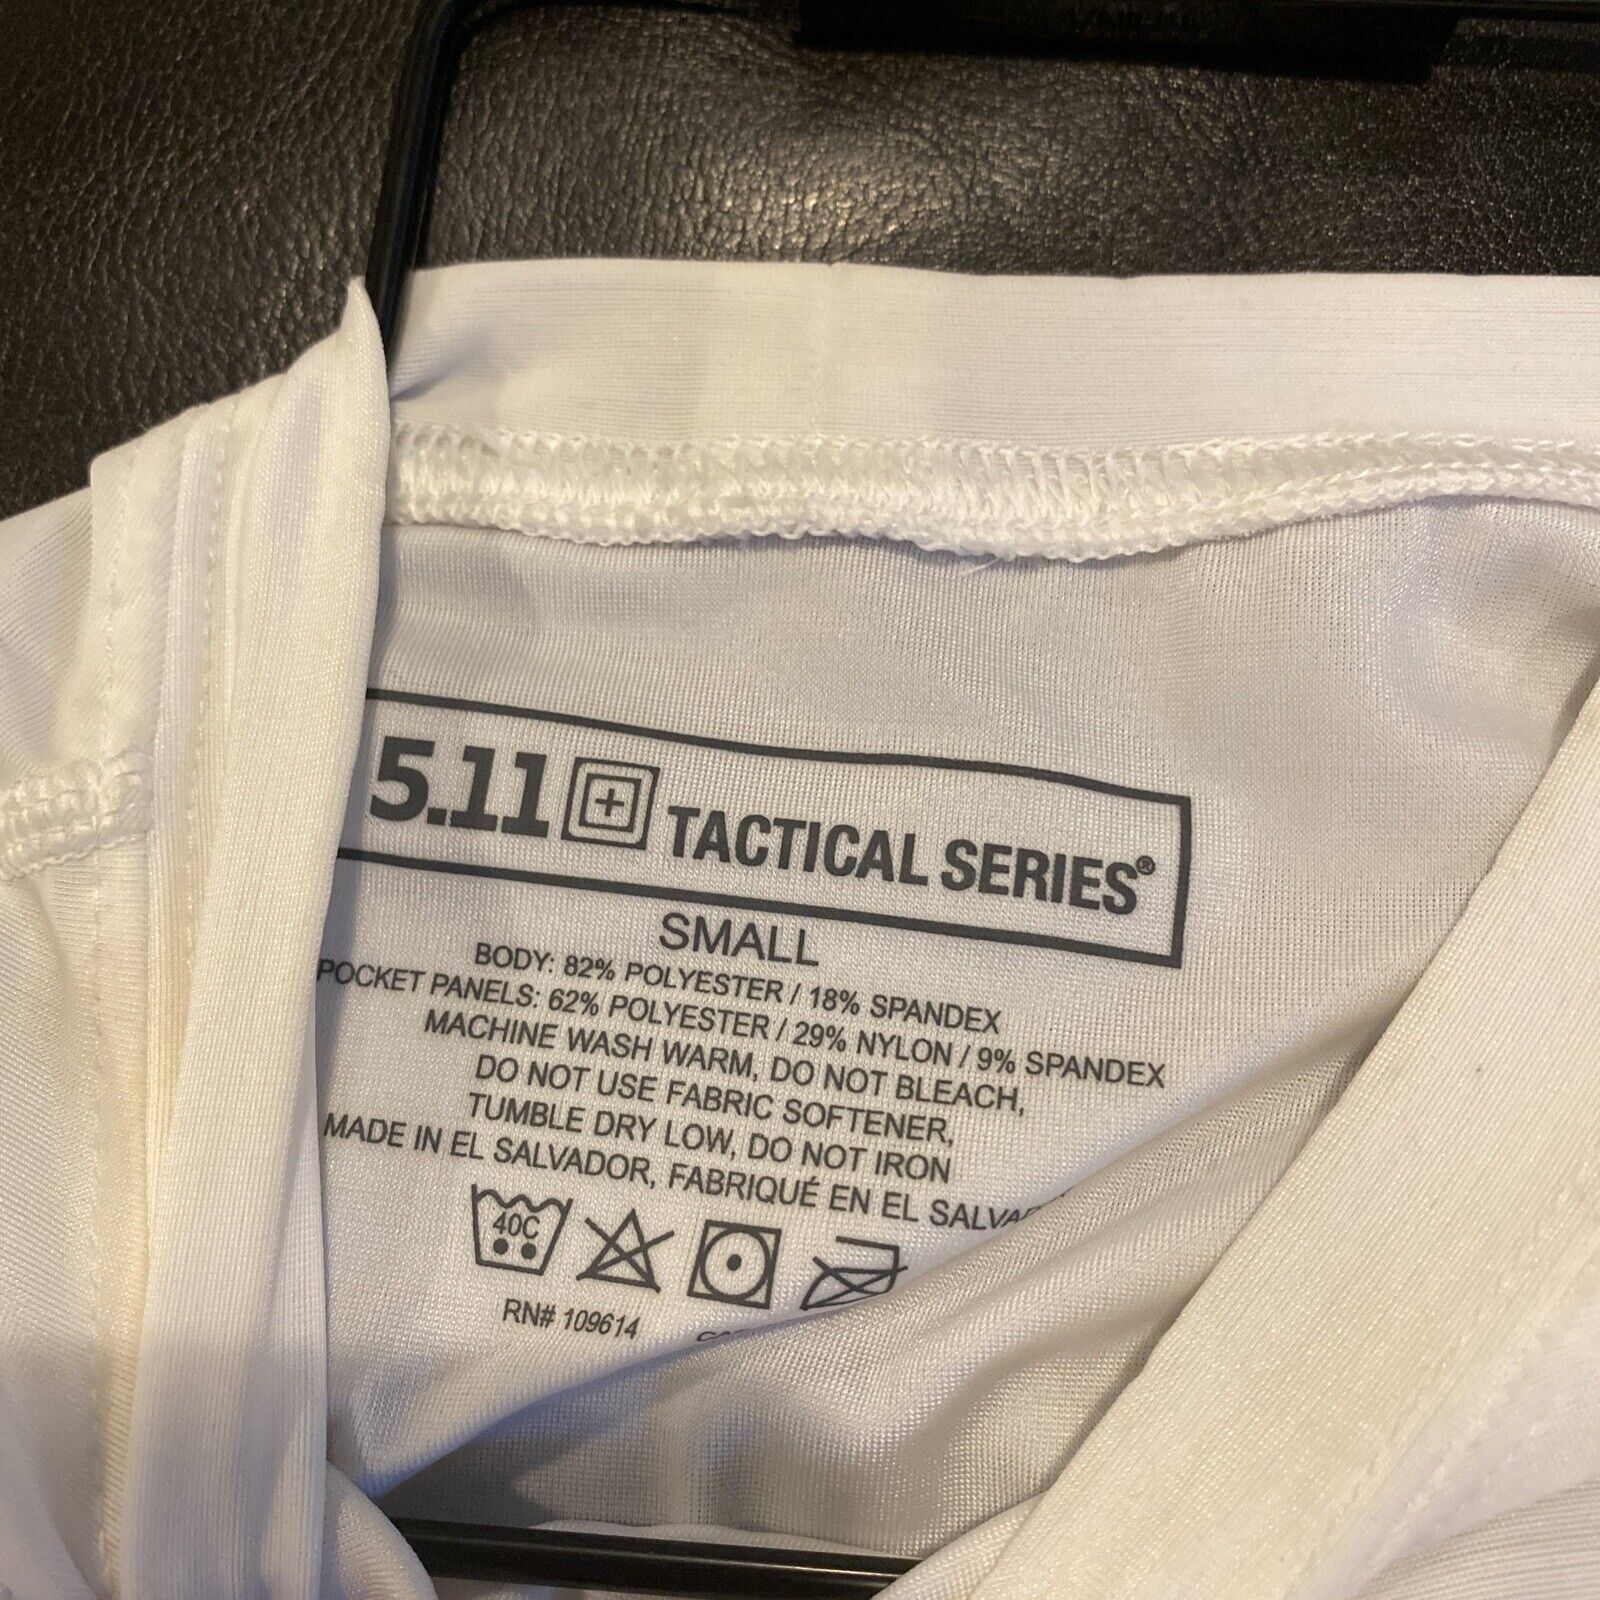 5.11 TACTICAL SERIES®
SMALL
BODY: 82% POLYESTER / 18% SPANDEX
POCKET PANELS: 62% POLYESTER / 29% NYLON / 9% SPANDEX
MACHINE WASH WARM, DO NOT BLEACH,
DO NOT USE FABRIC SOFTENER,
TUMBLE DRY LOW, DO NOT IRON
MADE IN EL SALVADOR, FABRIQUÉ EN EL
40C
RN# 109614